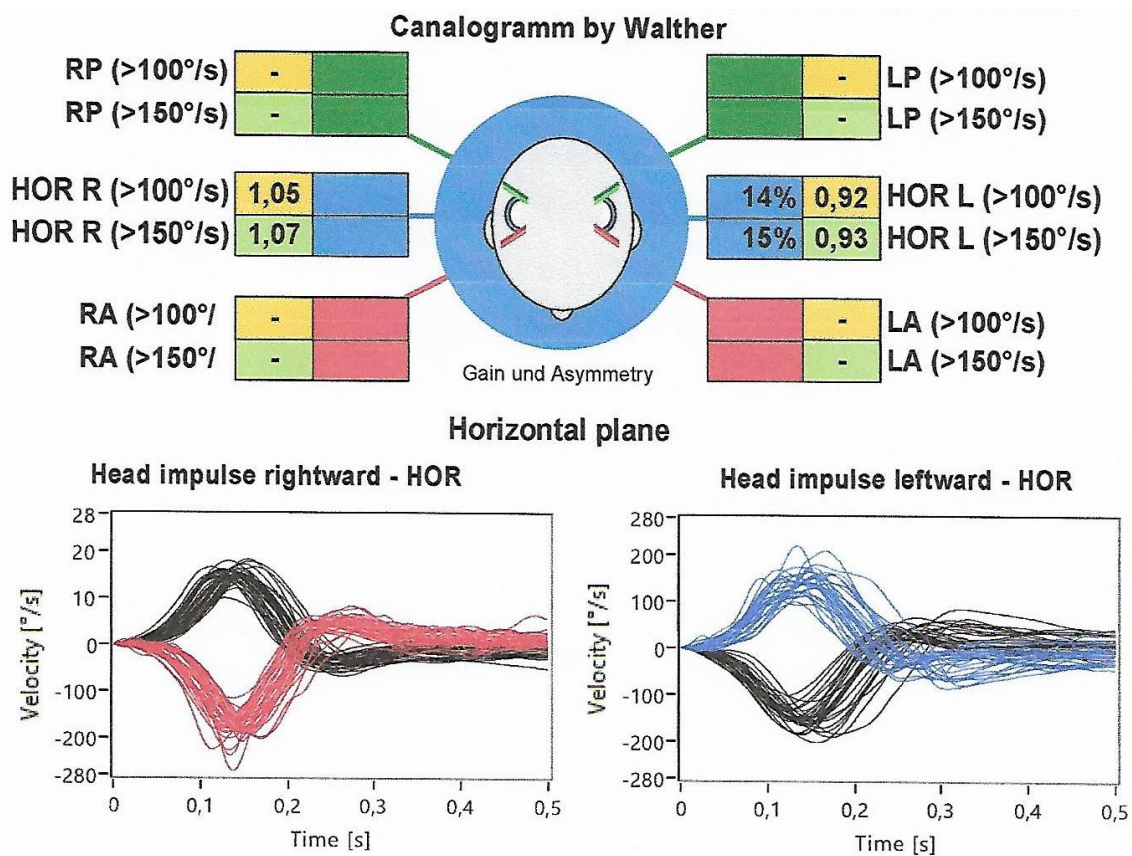 Canalogramm by Walther
RP (>100°/s) - - LP (>100°/s)
RP (>150°/s) - - LP (>150°/s)
HOR R (>100°/s) 1,05 14% 0,92 HOR L (>100°/s)
HOR R (>150°/s) 1,07 15% 0,93 HOR L (>150°/s)
RA (>100°/ - - LA (>100°/s)
RA (>150°/ - - LA (>150°/s)
Gain und Asymmetry
Horizontal plane
Head impulse rightward - HOR
28
20
10
0
-100
-200
-280
Velocity [°/s]
0 0,1 0,2 0,3 0,4 0,5
Time [s]
Head impulse leftward - HOR
280
200
100
0
-100
-200
-280
Velocity [°/s]
0 0,1 0,2 0,3 0,4 0,5
Time [s]